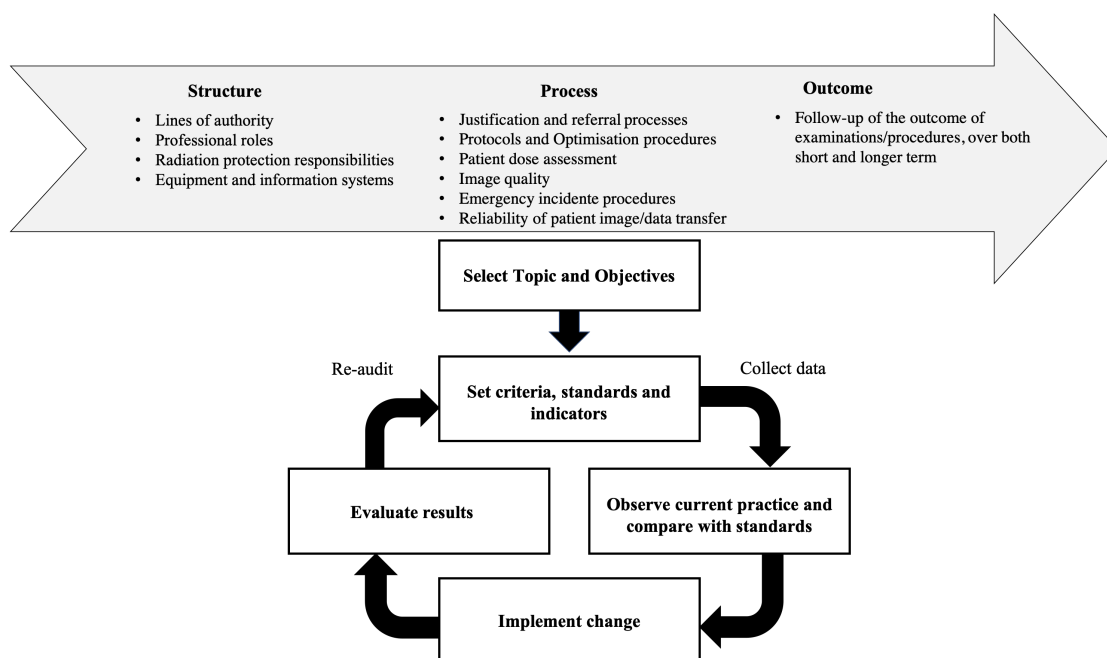 Structure
• Lines of authority
• Professional roles
• Radiation protection responsibilities
• Equipment and information systems
Process
• Justification and referral processes
• Protocols and Optimisation procedures
• Patient dose assessment
• Image quality
• Emergency incidente procedures
• Reliability of patient image/data transfer
Outcome
• Follow-up of the outcome of
examinations/procedures, over both
short and longer term
Select Topic and Objectives
Re-audit
Collect data
Set criteria, standards and
indicators
Evaluate results
Observe current practice and
compare with standards
Implement change